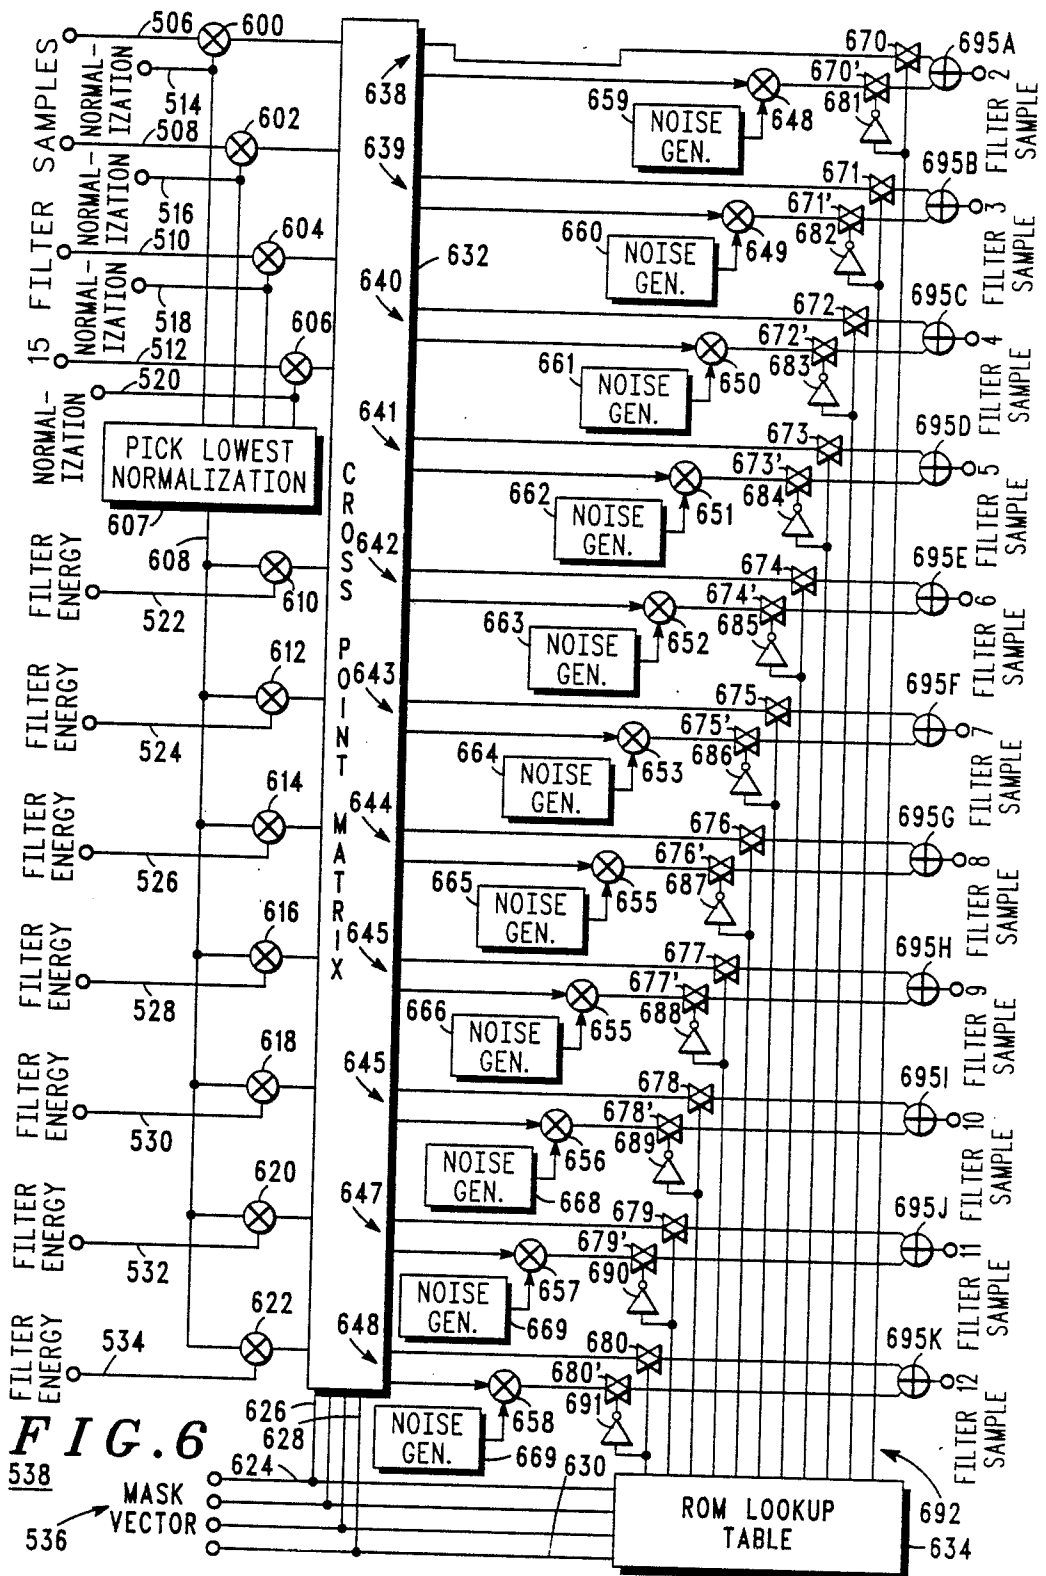 506
600
670
695A
15 FILTER SAMPLES
NORMAL-
IZATION
514
508
602
638
670'
681
2
FILTER
SAMPLE
659
NOISE
GEN.
648
NORMAL-
IZATION
516
510
604
639
671
695B
671'
682
3
FILTER
SAMPLE
660
NOISE
GEN.
649
632
NORMAL-
IZATION
518
512
606
640
672
695C
672'
683
4
FILTER
SAMPLE
661
NOISE
GEN.
650
NORMAL-
IZATION
520
PICK LOWEST
NORMALIZATION
607
608
641
673
695D
673'
684
5
FILTER
SAMPLE
662
NOISE
GEN.
651
CROSS POINT MATRIX
FILTER
ENERGY
522
610
642
674
695E
674'
685
6
FILTER
SAMPLE
663
NOISE
GEN.
652
FILTER
ENERGY
524
612
643
675
695F
675'
686
7
FILTER
SAMPLE
664
NOISE
GEN.
653
FILTER
ENERGY
526
614
644
676
695G
676'
687
8
FILTER
SAMPLE
665
NOISE
GEN.
655
FILTER
ENERGY
528
616
645
677
695H
677'
688
9
FILTER
SAMPLE
666
NOISE
GEN.
655
FILTER
ENERGY
530
618
645
678
695I
678'
689
10
FILTER
SAMPLE
NOISE
GEN.
668
656
FILTER
ENERGY
532
620
647
679
695J
679'
690
11
FILTER
SAMPLE
NOISE
GEN.
669
657
FILTER
ENERGY
534
622
648
680
695K
680'
691
12
FILTER
SAMPLE
NOISE
GEN.
669
658
FIG.6
538
626
628
624
630
MASK
VECTOR
536
ROM LOOKUP
TABLE
692
634